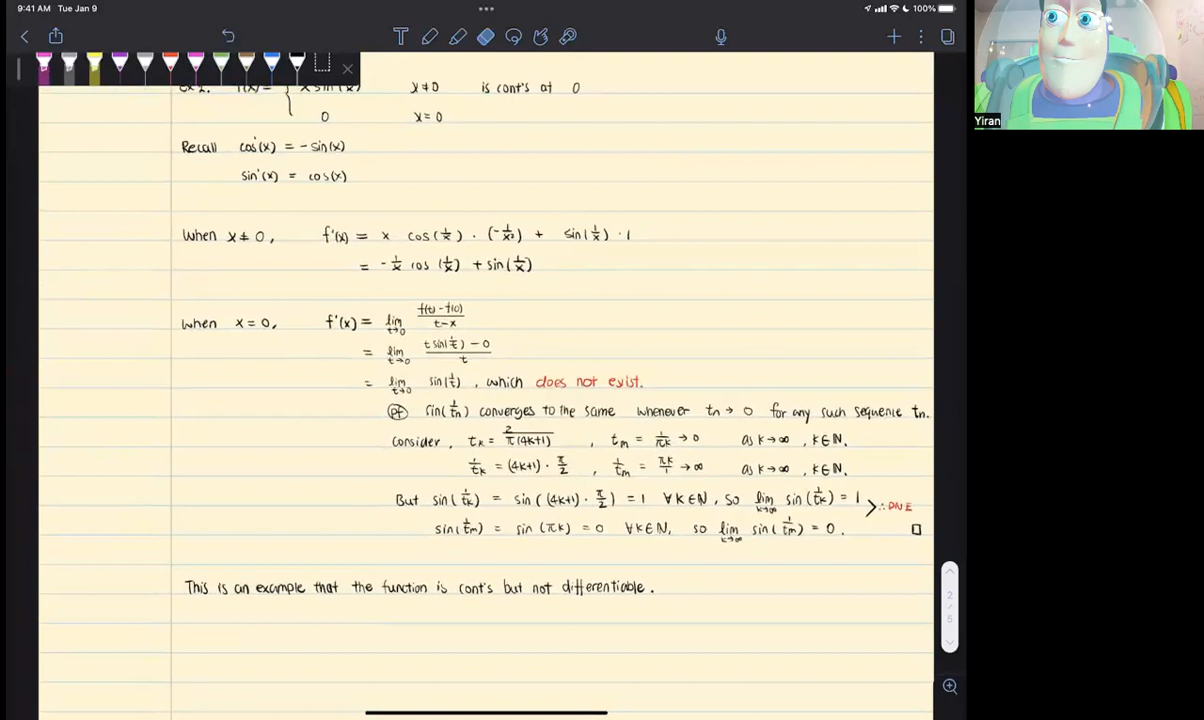 9:41 AM Tue Jan 9
100%
Yiran
f(x) = { x sin(1/x) x≠0 is cont's at 0
0 x=0
Recall cos'(x) = -sin(x)
sin'(x) = cos(x)
When x≠0, f'(x) = x cos(1/x) · (-1/x²) + sin(1/x) · 1
= -1/x cos(1/x) + sin(1/x)
when x=0, f'(x) = lim t→0 f(t)-f(0) / t-x
= lim t→0 t sin(1/t) - 0 / t
= lim t→0 sin(1/t), which does not exist.
Pf sin(1/tn) converges to the same whenever tn → 0 for any such sequence tn.
consider, tk = 2/π(4k+1), tm = 1/πk → 0 as k→∞, k∈ℕ.
1/tk = (4k+1) · π/2, 1/tm = πk/1 → ∞ as k→∞, k∈ℕ.
But sin(1/tk) = sin((4k+1) · π/2) = 1 ∀k∈ℕ, so lim k→∞ sin(1/tk) = 1 > ∴ DNE
sin(1/tm) = sin(πk) = 0 ∀k∈ℕ, so lim k→∞ sin(1/tm) = 0. □
This is an example that the function is cont's but not differentiable.
2/5